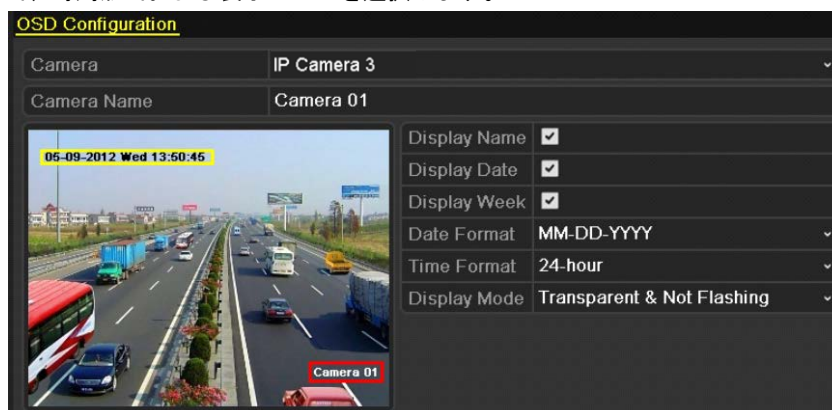 OSD Configuration
Camera IP Camera 3
Camera Name Camera 01
05-09-2012 Wed 13:50:45
Camera 01
Display Name
Display Date
Display Week
Date Format MM-DD-YYYY
Time Format 24-hour
Display Mode Transparent & Not Flashing